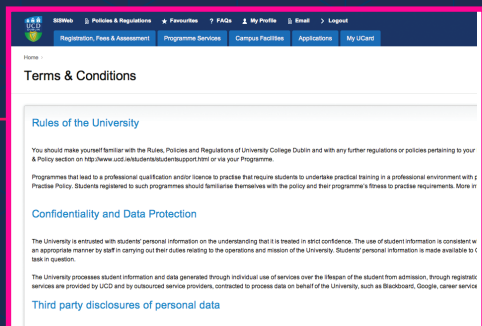 UCD
SISWeb Policies & Regulations Favourites ? FAQs My Profile Email > Logout
Registration, Fees & Assessment Programme Services Campus Facilities Applications My UCard
Home ›
Terms & Conditions
Rules of the University
You should make yourself familiar with the Rules, Policies and Regulations of University College Dublin and with any further regulations or policies pertaining to your
& Policy section on http://www.ucd.ie/students/studentsupport.html or via your Programme.
Programmes that lead to a professional qualification and/or licence to practise that require students to undertake practical training in a professional environment with
Practise Policy. Students registered to such programmes should familiarise themselves with the policy and their programme's fitness to practise requirements. More in
Confidentiality and Data Protection
The University is entrusted with students' personal information on the understanding that it is treated in strict confidence. The use of student information is consistent w
an appropriate manner by staff in carrying out their duties relating to the operations and mission of the University. Students' personal information is made available to
task in question.
The University processes student information and data generated through individual use of services over the lifespan of the student from admission, through registratio
services are provided by UCD and by outsourced service providers, contracted to process data on behalf of the University, such as Blackboard, Google, career service
Third party disclosures of personal data